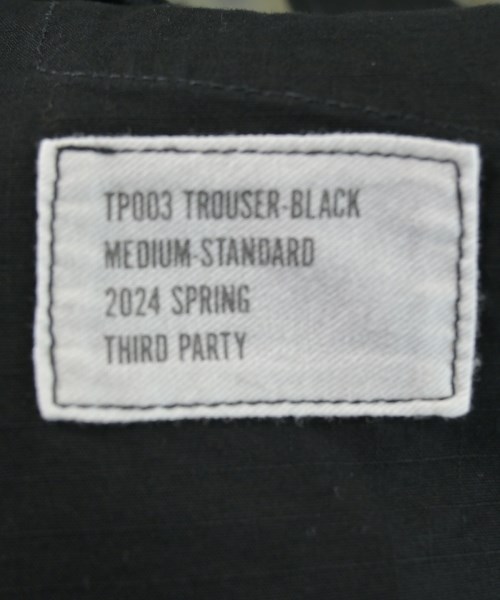 TP003 TROUSER-BLACK
MEDIUM-STANDARD
2024 SPRING
THIRD PARTY